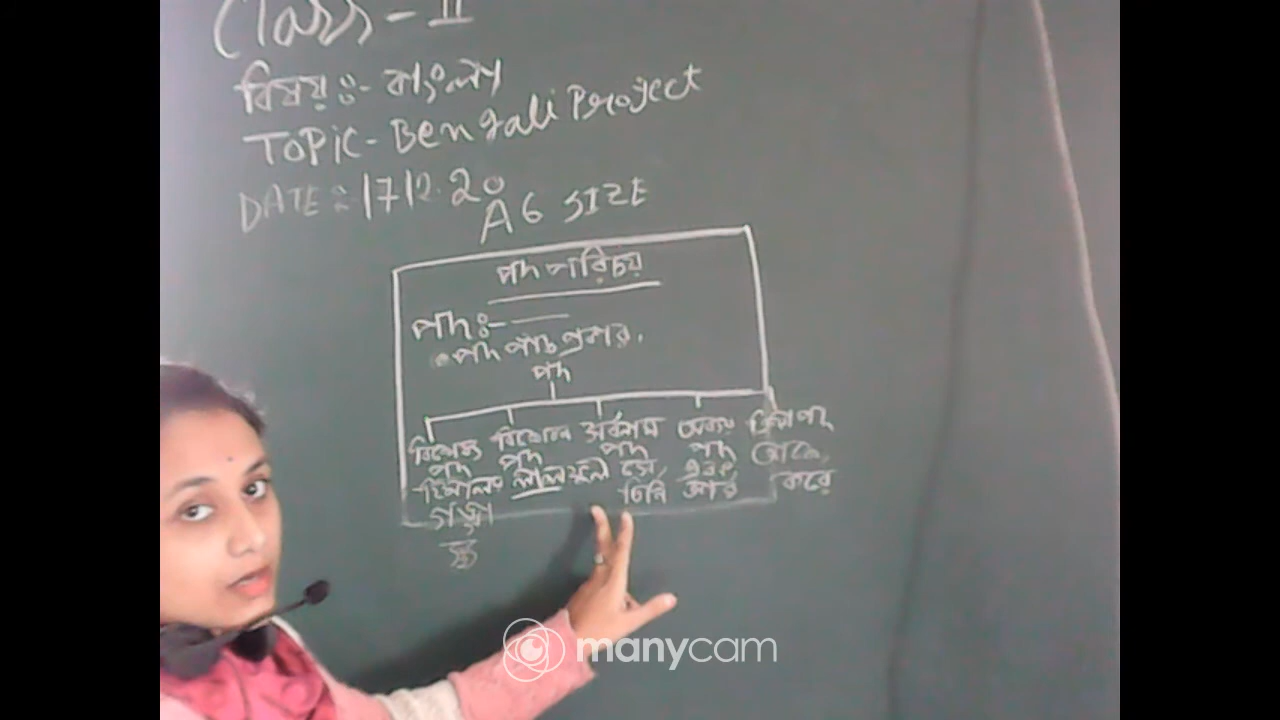 Class - II
বিষয়ঃ- বাংলা
TOPIC - Bengali Project
DATE : 17.12.20
A6 SIZE
পদ পরিচয়
পদঃ-
পদ পাঁচ প্রকার।
পদ
বিশেষ্য বিশেষন সর্বনাম অব্যয় ক্রিয়া পদ
পদ পদ পদ পদ
হিমালয় লাল ফুল সে, এবং
গঙ্গা তিনি আর করে
manycam